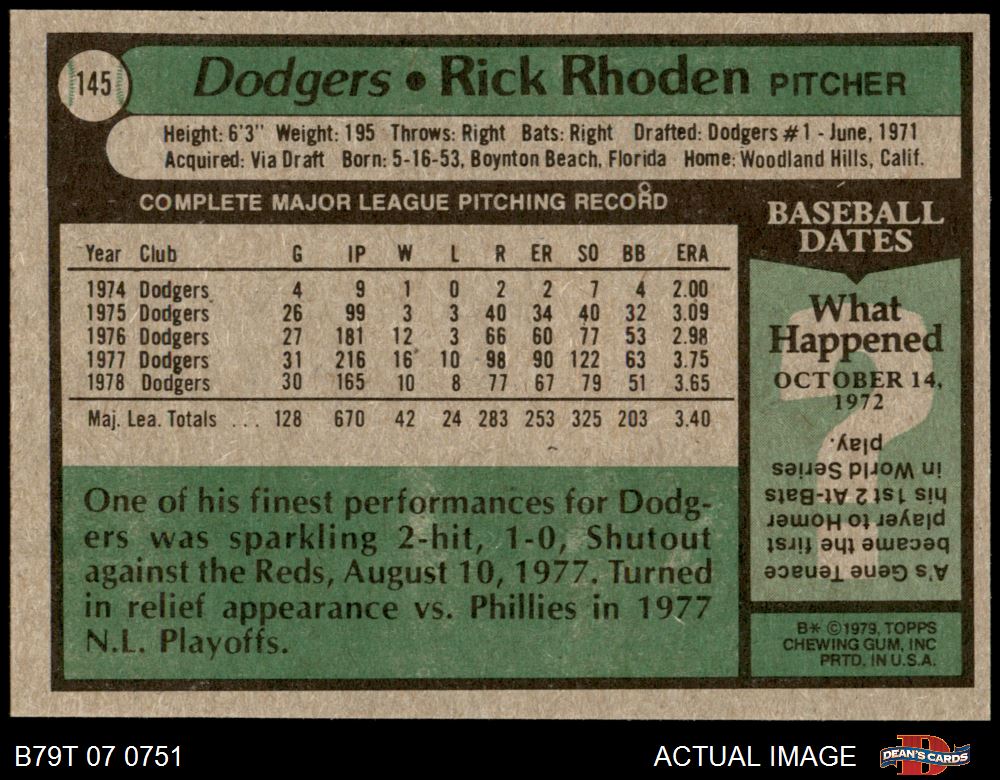 145
Dodgers • Rick Rhoden PITCHER
Height: 6'3" Weight: 195 Throws: Right Bats: Right Drafted: Dodgers #1 - June, 1971
Acquired: Via Draft Born: 5-16-53, Boynton Beach, Florida Home: Woodland Hills, Calif.
COMPLETE MAJOR LEAGUE PITCHING RECORD
Year Club G IP W L R ER SO BB ERA
1974 Dodgers 4 9 1 0 2 2 7 4 2.00
1975 Dodgers 26 99 3 3 40 34 40 32 3.09
1976 Dodgers 27 181 12 3 66 60 77 53 2.98
1977 Dodgers 31 216 16 10 98 90 122 63 3.75
1978 Dodgers 30 165 10 8 77 67 79 51 3.65
Maj. Lea. Totals ... 128 670 42 24 283 253 325 203 3.40
One of his finest performances for Dodg-
ers was sparkling 2-hit, 1-0, Shutout
against the Reds, August 10, 1977. Turned
in relief appearance vs. Phillies in 1977
N.L. Playoffs.
BASEBALL
DATES
What
Happened
OCTOBER 14,
1972
A's Gene Tenace
became the first
player to Homer
his 1st 2 At-Bats
in World Series
play.
B* ©1979, TOPPS
CHEWING GUM, INC
PRTD. IN U.S.A.
B79T 07 0751
ACTUAL IMAGE
DEAN'S CARDS